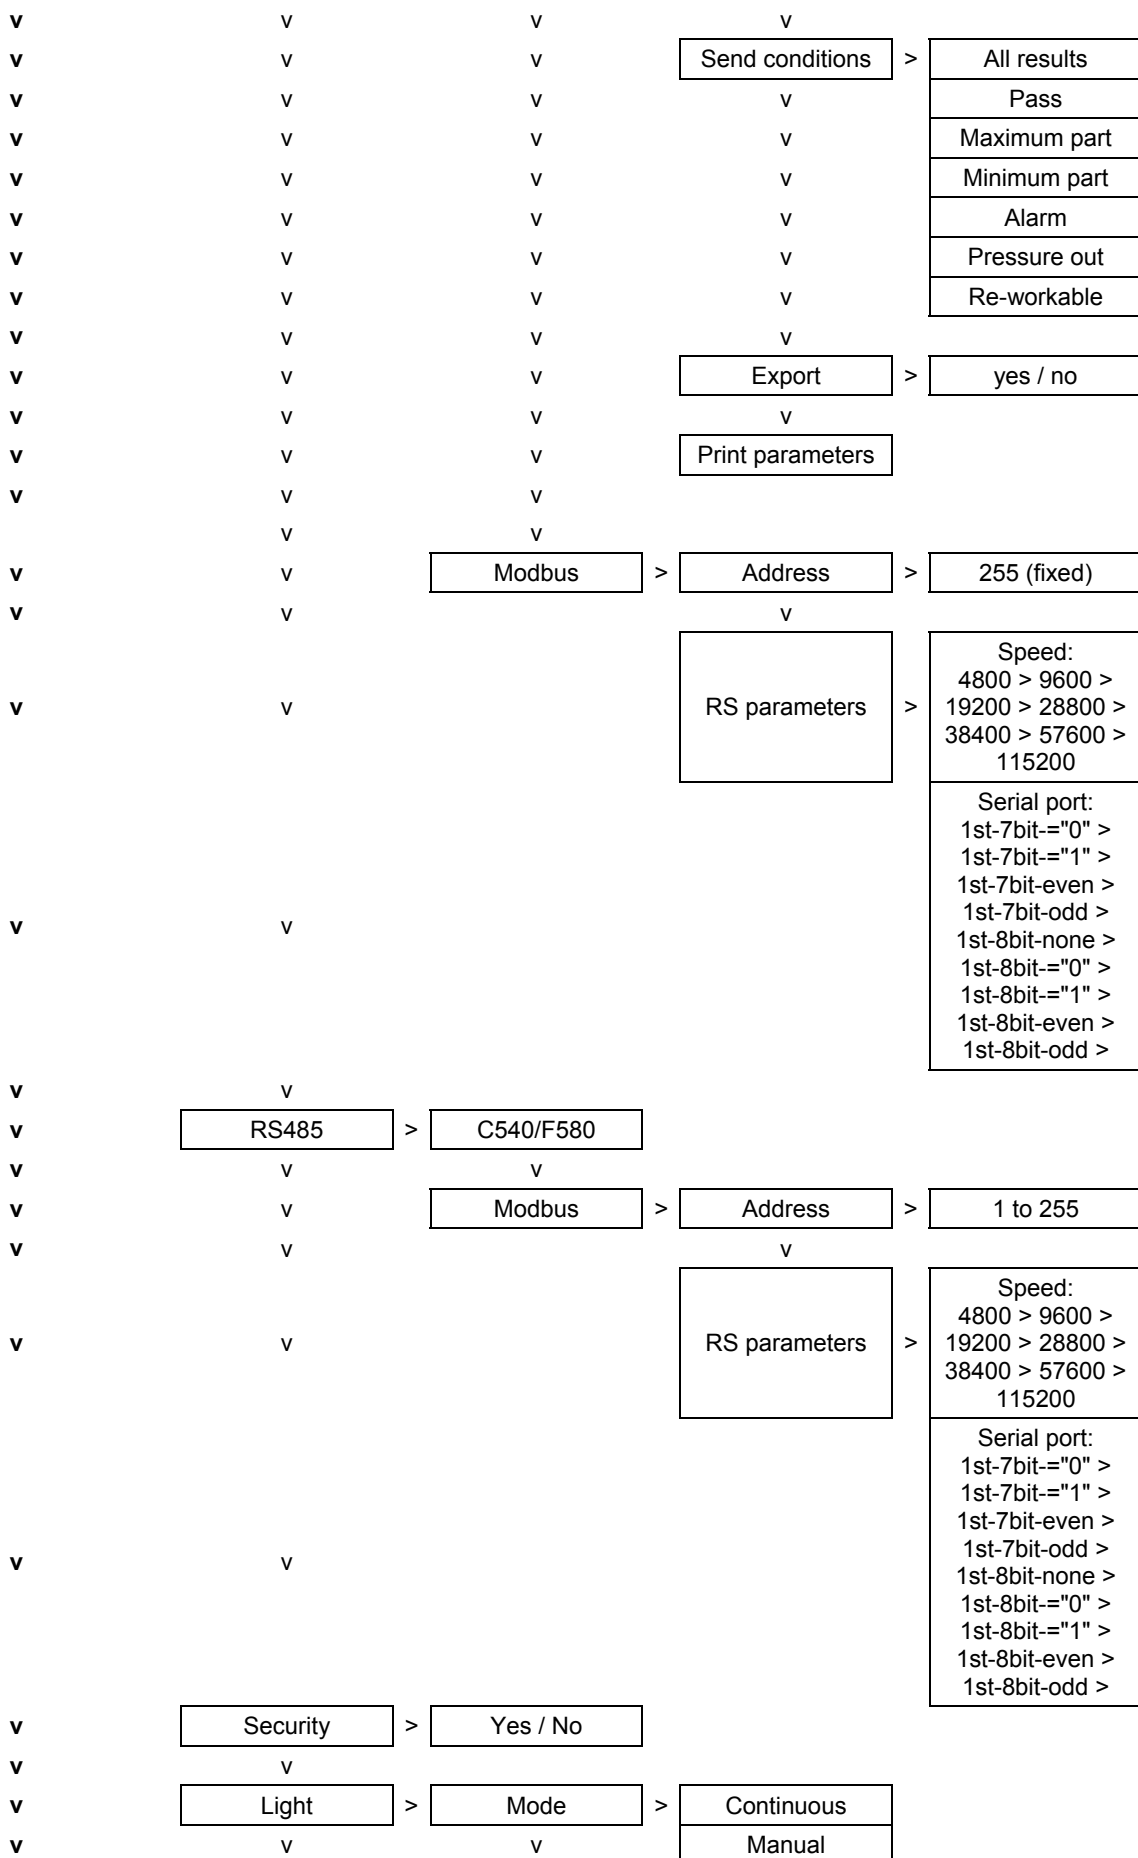 v v v v
v v v Send conditions > All results
v v v v Pass
v v v v Maximum part
v v v v Minimum part
v v v v Alarm
v v v v Pressure out
v v v v Re-workable
v v v v
v v v Export > yes / no
v v v v
v v v Print parameters
v v v
v v
v v Modbus > Address > 255 (fixed)
v v v
Speed:
4800 > 9600 >
v v RS parameters > 19200 > 28800 >
38400 > 57600 >
115200
Serial port:
1st-7bit-="0" >
1st-7bit-="1" >
1st-7bit-even >
1st-7bit-odd >
v v
1st-8bit-none >
1st-8bit-="0" >
1st-8bit-="1" >
1st-8bit-even >
1st-8bit-odd >
v v
v RS485 > C540/F580
v v v
v v Modbus > Address > 1 to 255
v v v
Speed:
4800 > 9600 >
v v RS parameters > 19200 > 28800 >
38400 > 57600 >
115200
Serial port:
1st-7bit-="0" >
1st-7bit-="1" >
1st-7bit-even >
1st-7bit-odd >
v v
1st-8bit-none >
1st-8bit-="0" >
1st-8bit-="1" >
1st-8bit-even >
1st-8bit-odd >
v Security > Yes / No
v v
v Light > Mode > Continuous
v v v Manual